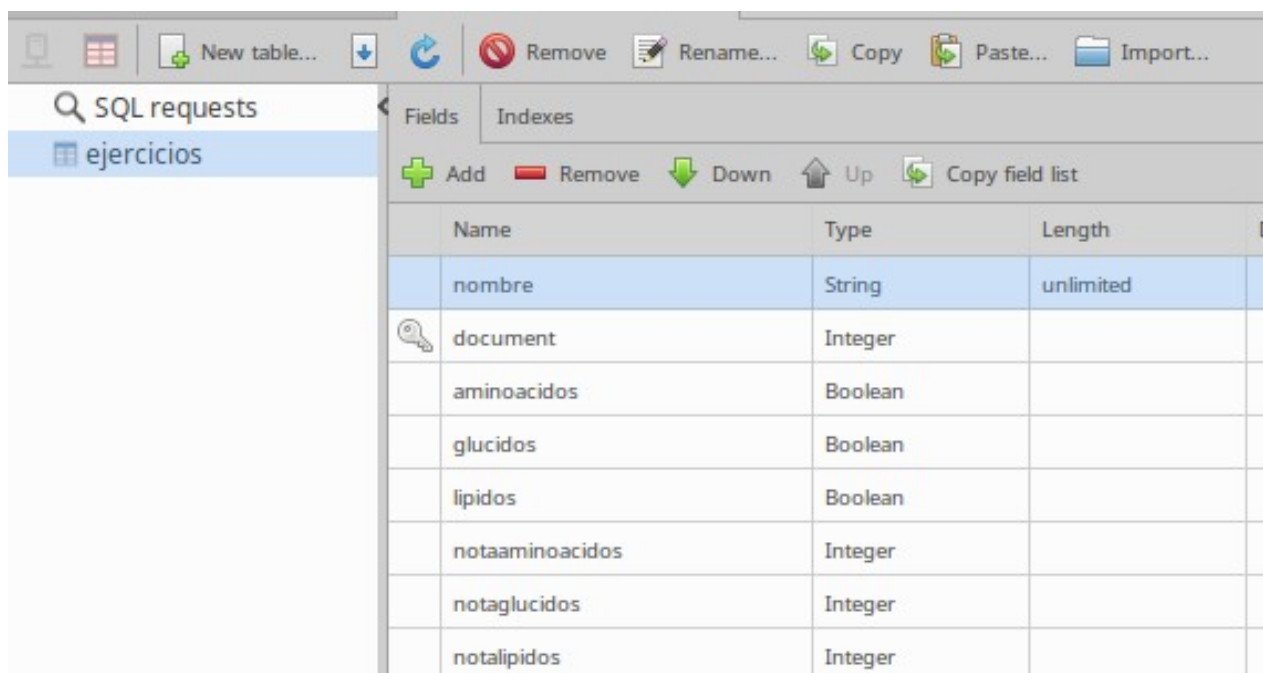 New table... Remove Rename... Copy Paste... Import...
SQL requests
ejercicios
Fields Indexes
Add Remove Down Up Copy field list
Name Type Length
nombre String unlimited
document Integer
aminoacidos Boolean
glucidos Boolean
lipidos Boolean
notaaminoacidos Integer
notaglucidos Integer
notalipidos Integer